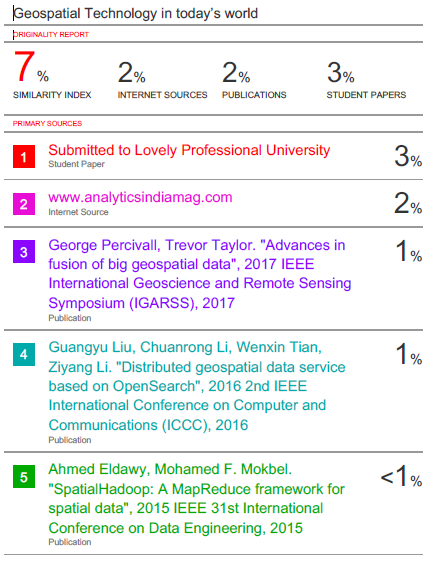 Geospatial Technology in today's world
ORIGINALITY REPORT
7% 2% 2% 3%
SIMILARITY INDEX INTERNET SOURCES PUBLICATIONS STUDENT PAPERS
PRIMARY SOURCES
1 Submitted to Lovely Professional University 3%
Student Paper
2 www.analyticsindiamag.com 2%
Internet Source
3 George Percivall, Trevor Taylor. "Advances in 1%
fusion of big geospatial data", 2017 IEEE
International Geoscience and Remote Sensing
Symposium (IGARSS), 2017
Publication
4 Guangyu Liu, Chuanrong Li, Wenxin Tian, 1%
Ziyang Li. "Distributed geospatial data service
based on OpenSearch", 2016 2nd IEEE
International Conference on Computer and
Communications (ICCC), 2016
Publication
5 Ahmed Eldawy, Mohamed F. Mokbel. <1%
"SpatialHadoop: A MapReduce framework for
spatial data", 2015 IEEE 31st International
Conference on Data Engineering, 2015
Publication